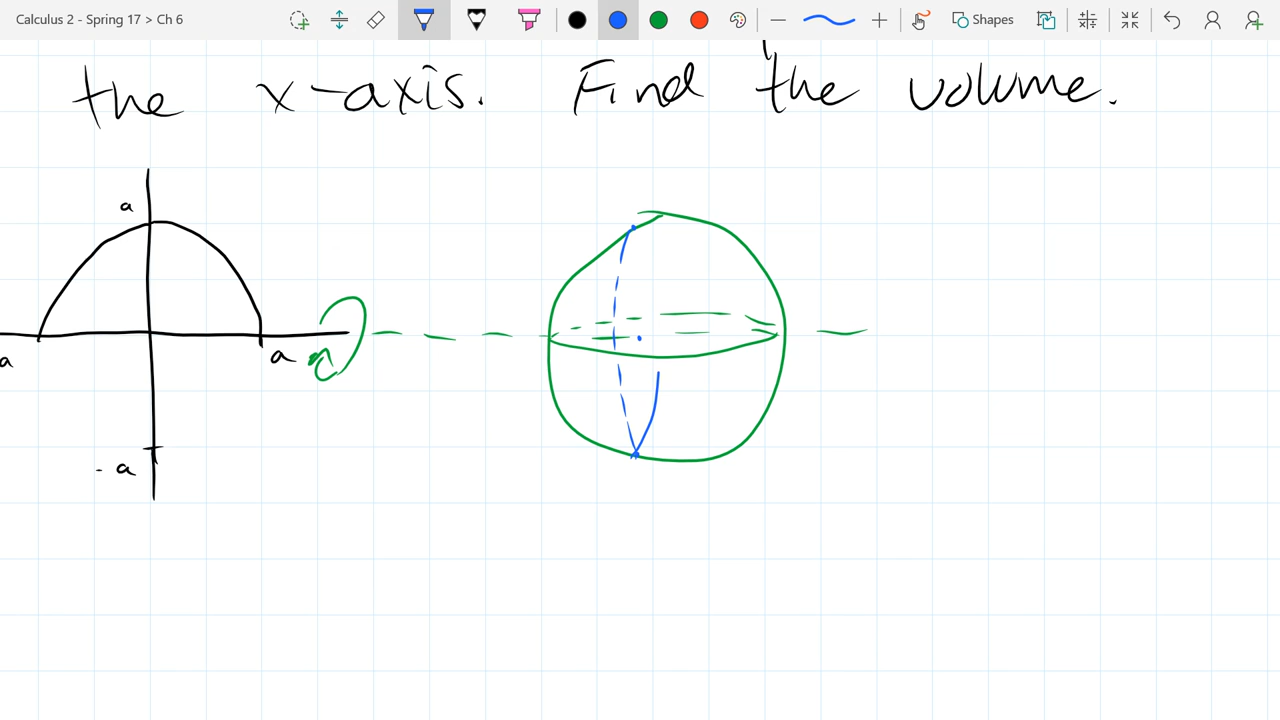 Calculus 2 - Spring 17 > Ch 6
Shapes
the x-axis. Find the volume.
a
a
a
- a